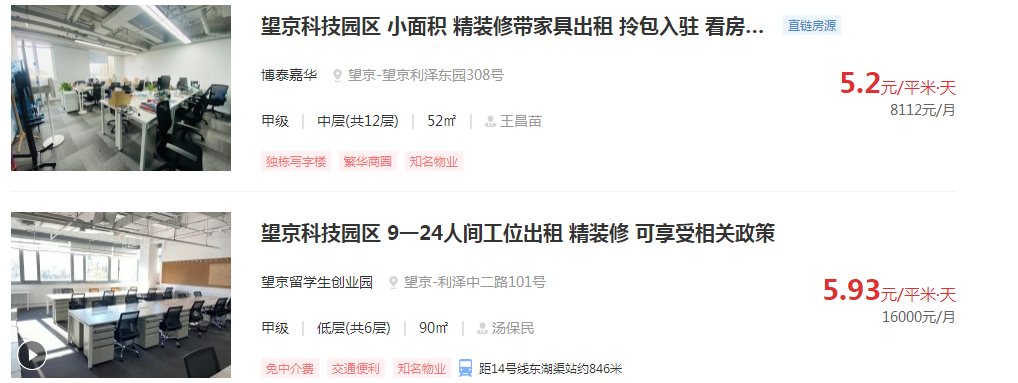 望京科技园区 小面积 精装修带家具出租 拎包入驻 看房... 直链房源
博泰嘉华 望京-望京利泽东园308号
5.2元/平米·天
8112元/月
甲级 | 中层(共12层) | 52㎡ | 王昌苗
独栋写字楼 繁华商圈 知名物业
望京科技园区 9一24人间工位出租 精装修 可享受相关政策
望京留学生创业园 望京-利泽中二路101号
5.93元/平米·天
16000元/月
甲级 | 低层(共6层) | 90㎡ | 汤保民
免中介费 交通便利 知名物业 距14号线东湖渠站约846米